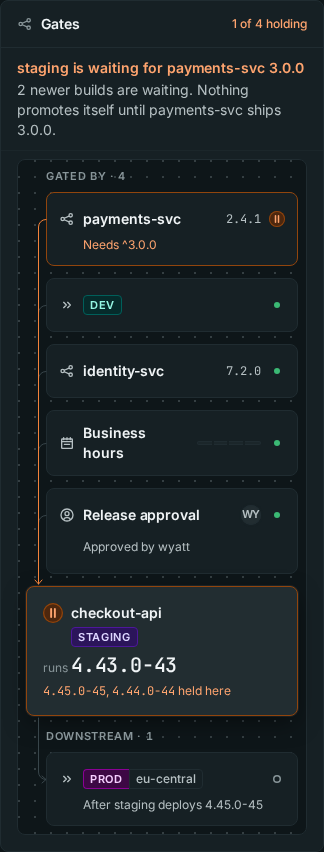 Gates
1 of 4 holding
staging is waiting for payments-svc 3.0.0
2 newer builds are waiting. Nothing
promotes itself until payments-svc ships
3.0.0.
GATED BY · 4
payments-svc 2.4.1
Needs ^3.0.0
DEV
identity-svc 7.2.0
Business
hours
Release approval WY
Approved by wyatt
checkout-api
STAGING
runs 4.43.0-43
4.45.0-45, 4.44.0-44 held here
DOWNSTREAM · 1
PROD eu-central
After staging deploys 4.45.0-45